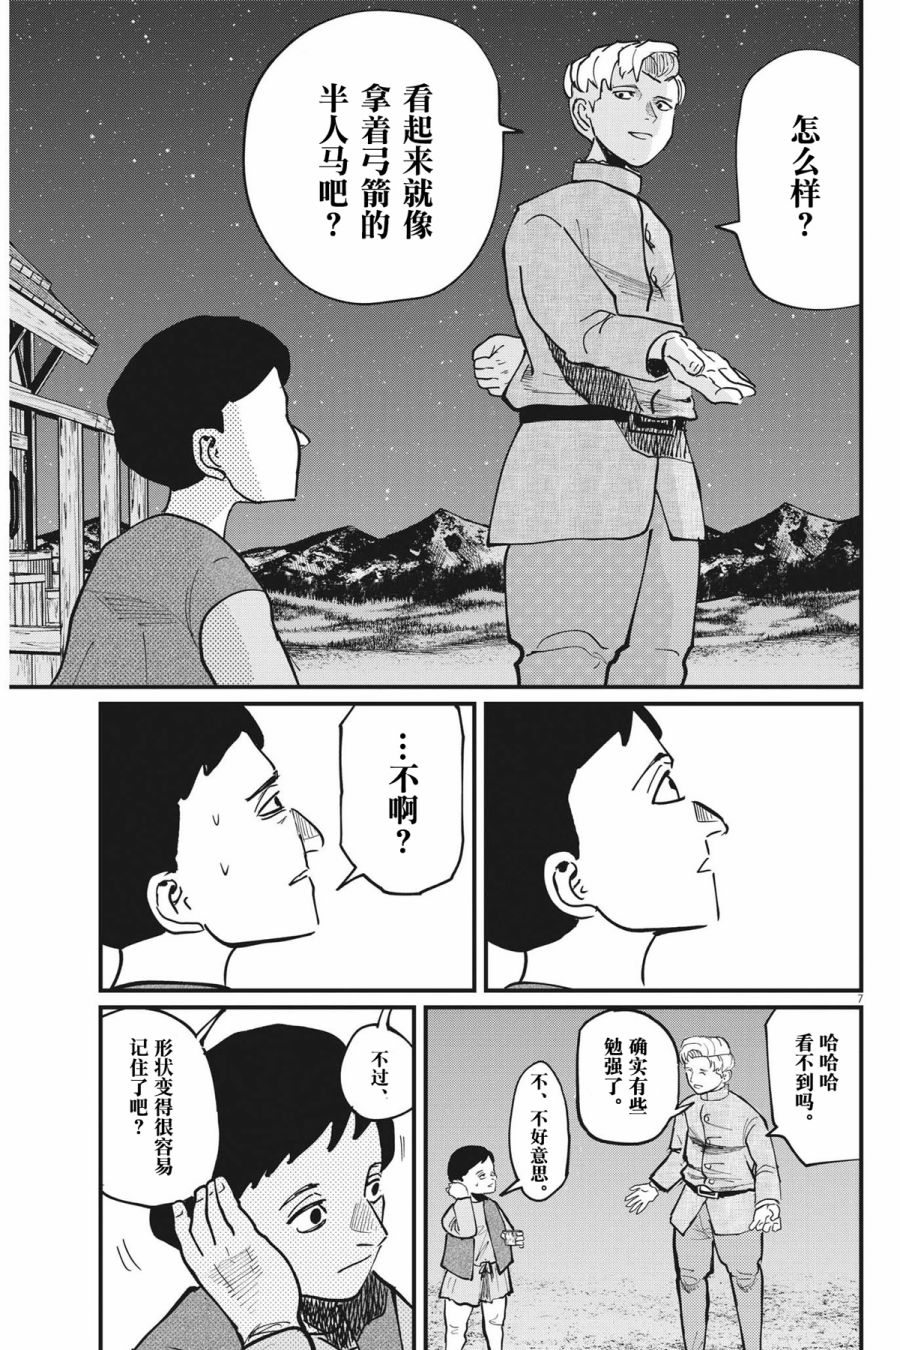 怎么样？
看起来就像
拿着弓箭的
半人马吧？
…不啊？
7
哈哈哈
看不到吗。
确实有些
勉强了。
不、不好意思。
不过、
形状变得很容易
记住了吧？